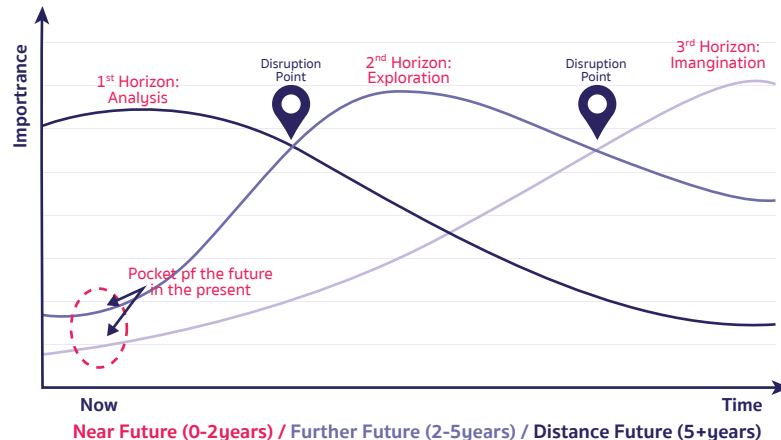 1st Horizon:
Analysis
Disruption
Point
2nd Horizon:
Exploration
Disruption
Point
3rd Horizon:
Imangination
Importrance
Pocket pf the future
in the present
Now
Time
Near Future (0-2years) / Further Future (2-5years) / Distance Future (5+years)